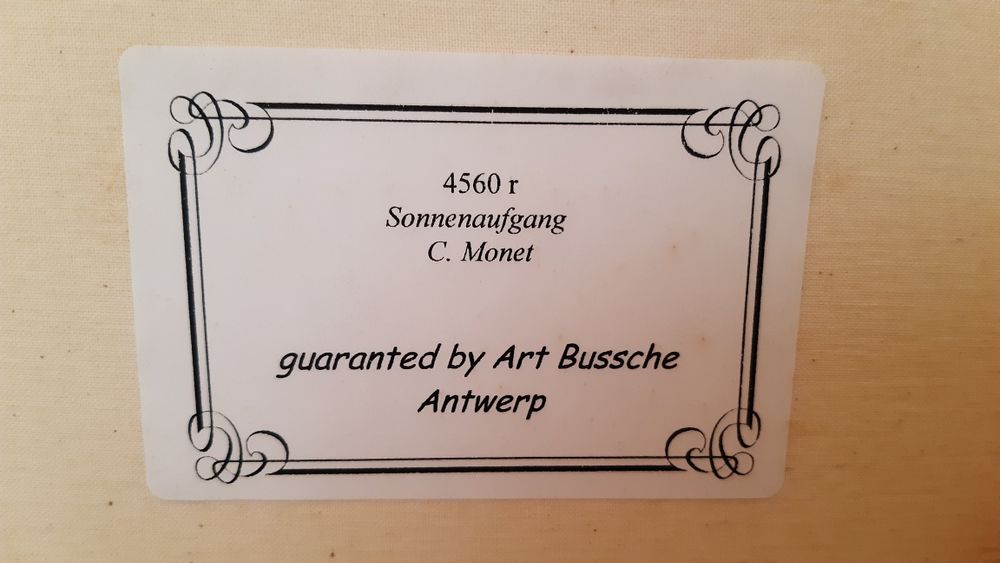 4560 r
Sonnenaufgang
C. Monet
guaranted by Art Bussche
Antwerp